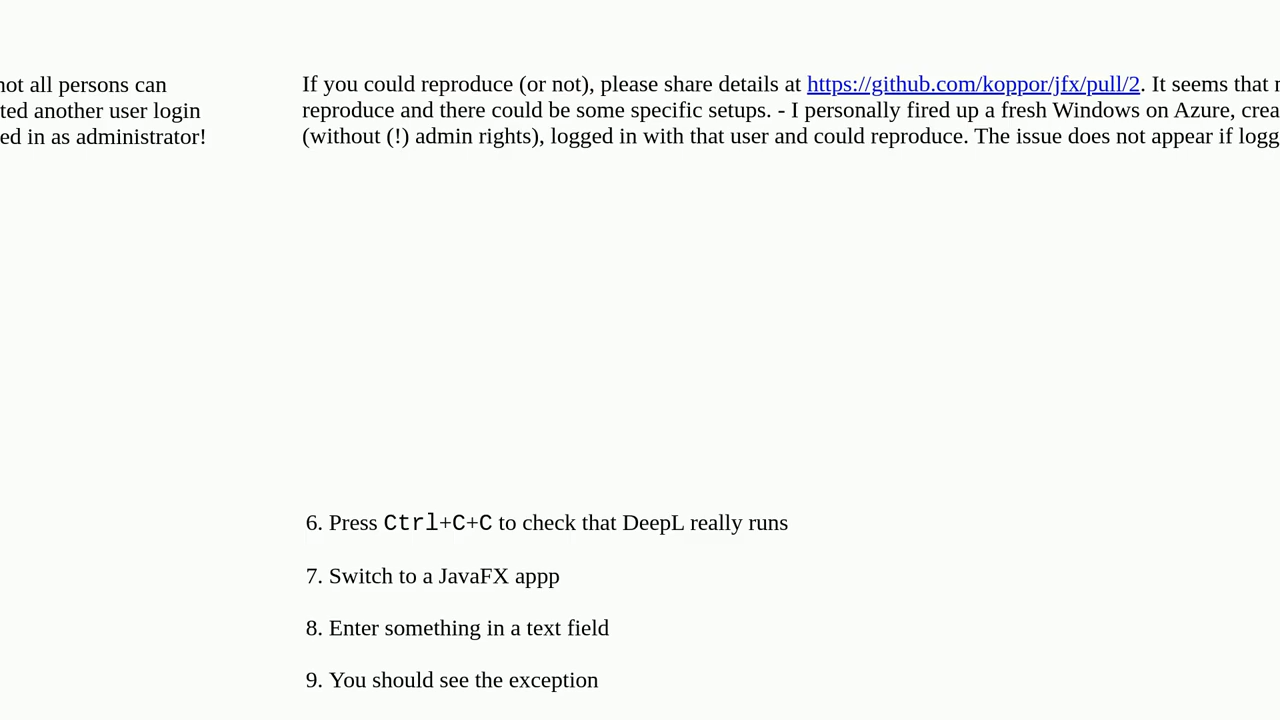 not all persons can
ted another user login
ed in as administrator!
If you could reproduce (or not), please share details at https://github.com/koppor/jfx/pull/2. It seems that
reproduce and there could be some specific setups. - I personally fired up a fresh Windows on Azure, crea
(without (!) admin rights), logged in with that user and could reproduce. The issue does not appear if logg
6. Press Ctrl+C+C to check that DeepL really runs
7. Switch to a JavaFX appp
8. Enter something in a text field
9. You should see the exception